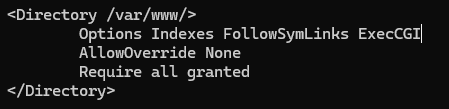 <Directory /var/www/>
        Options Indexes FollowSymLinks ExecCGI
        AllowOverride None
        Require all granted
</Directory>